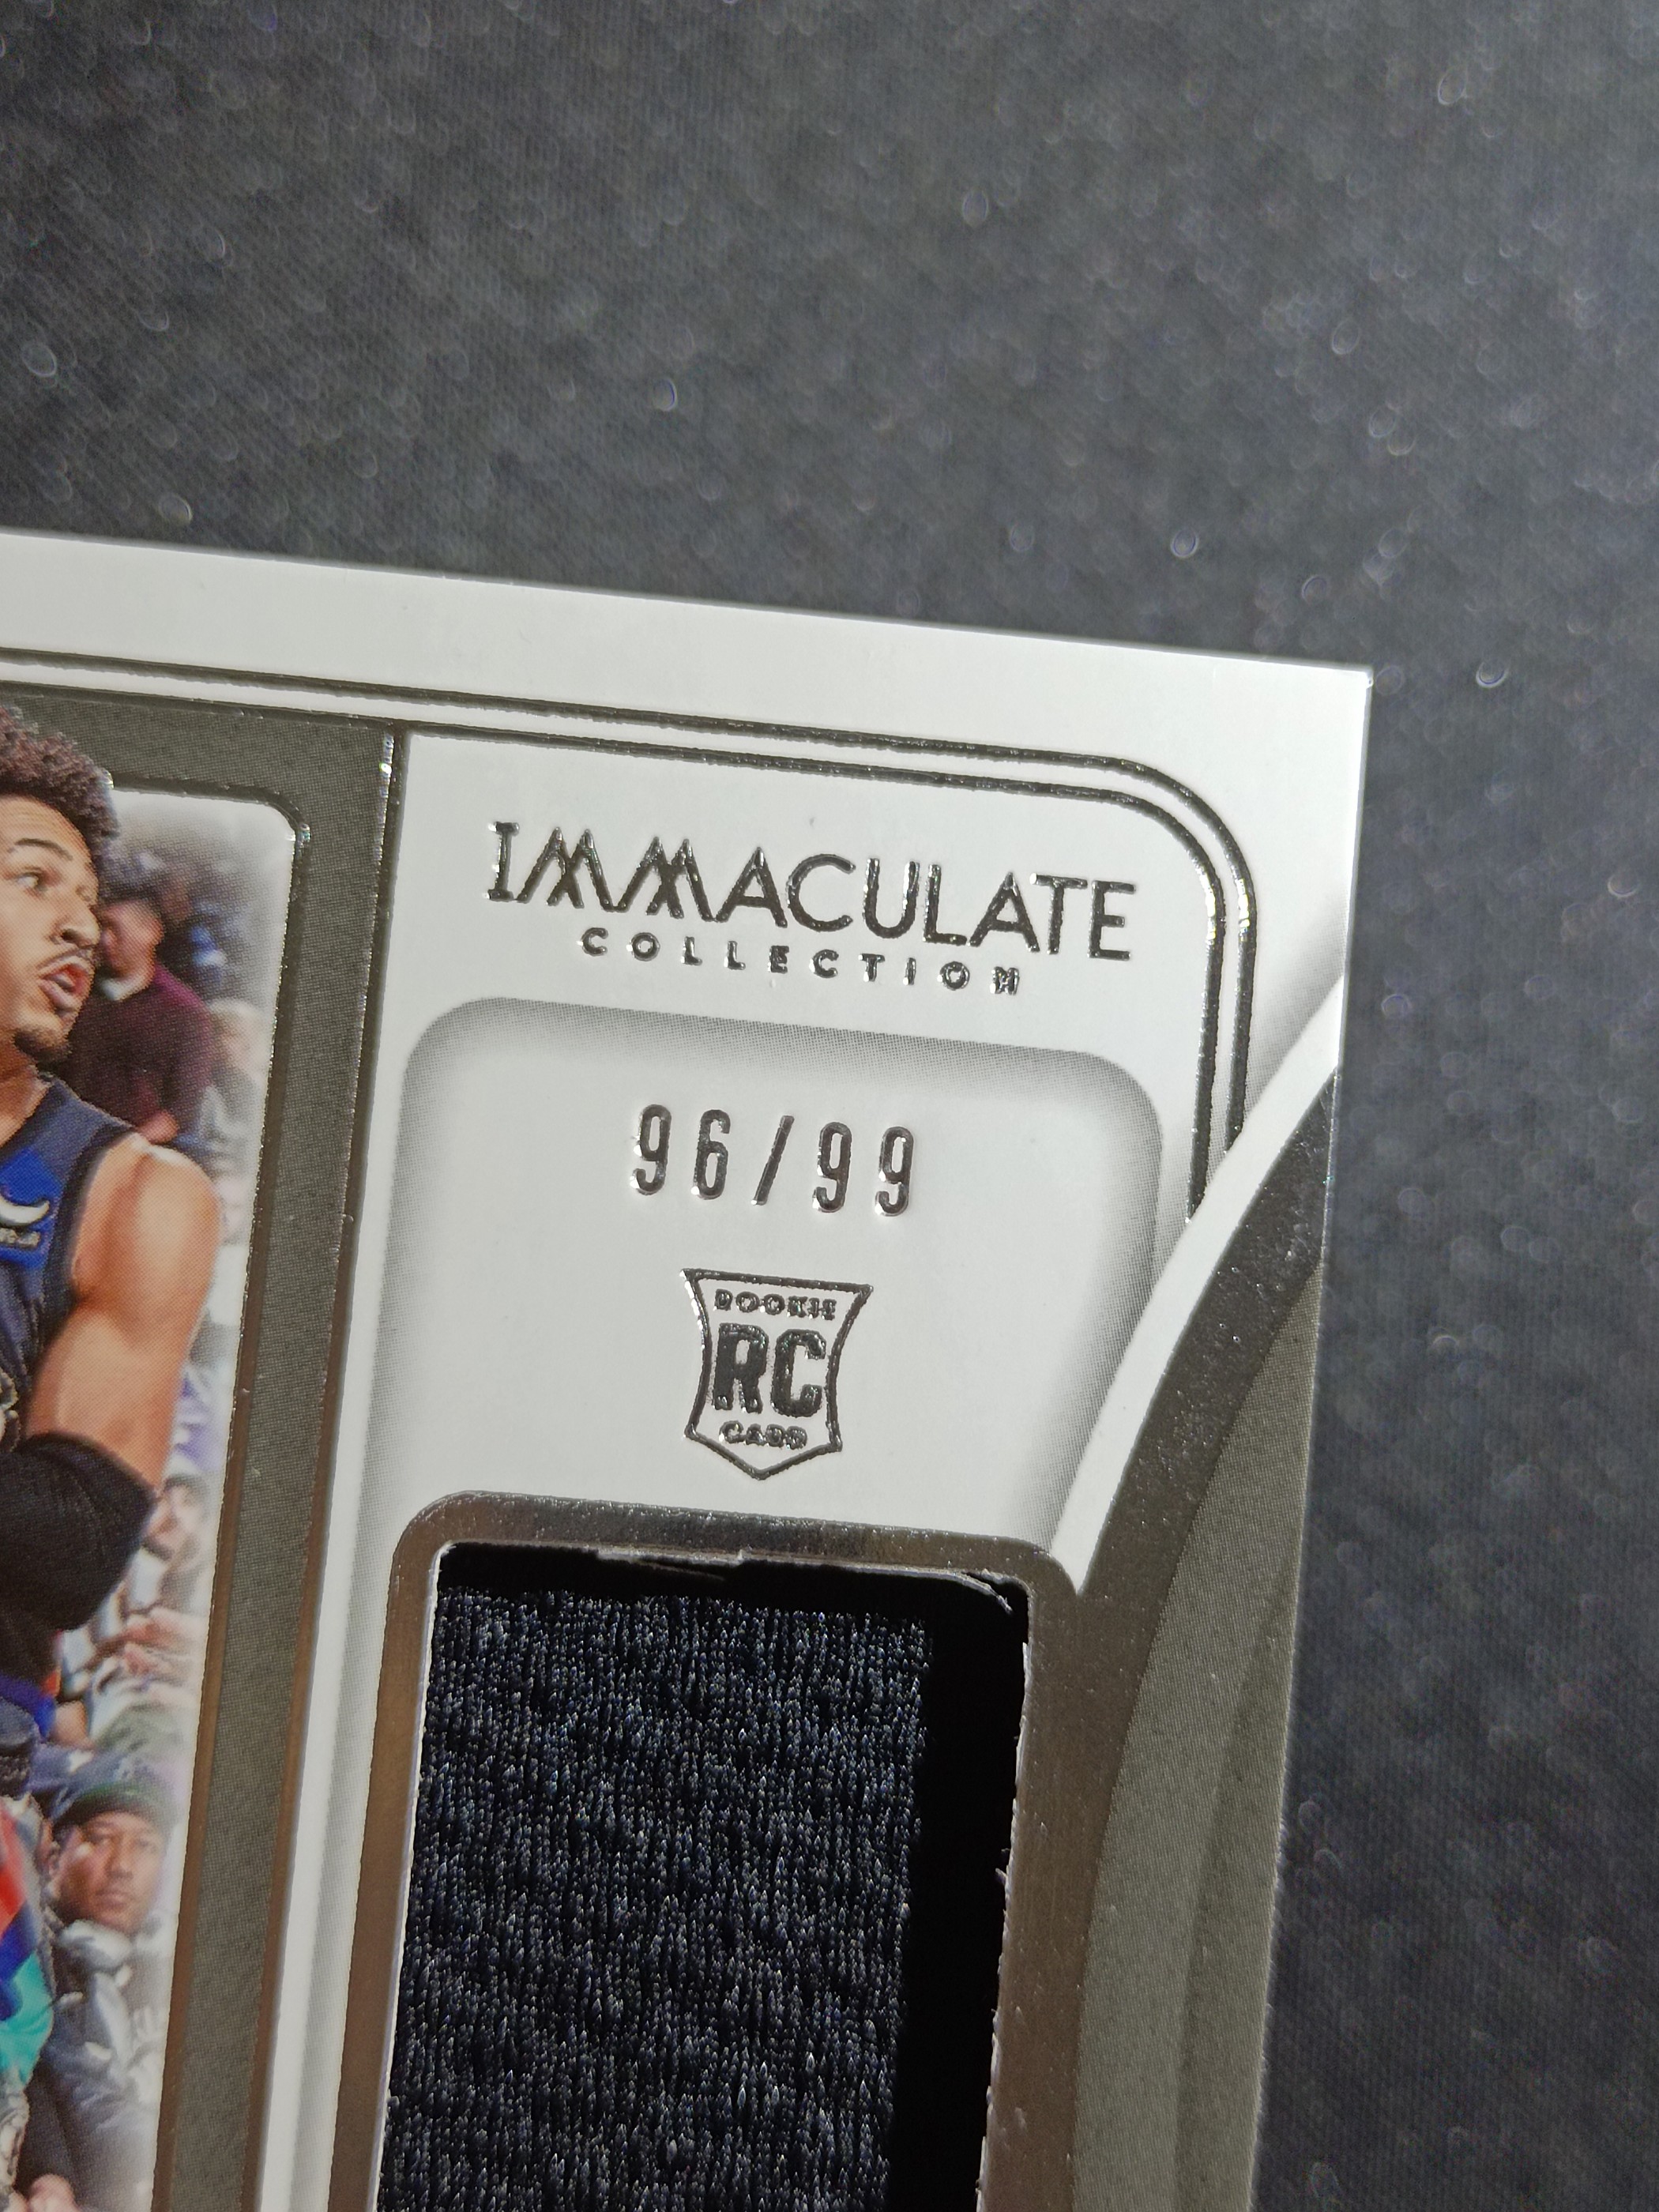 IMMACULATE
COLLECTION
96/99
ROOKIE
RC
CARD